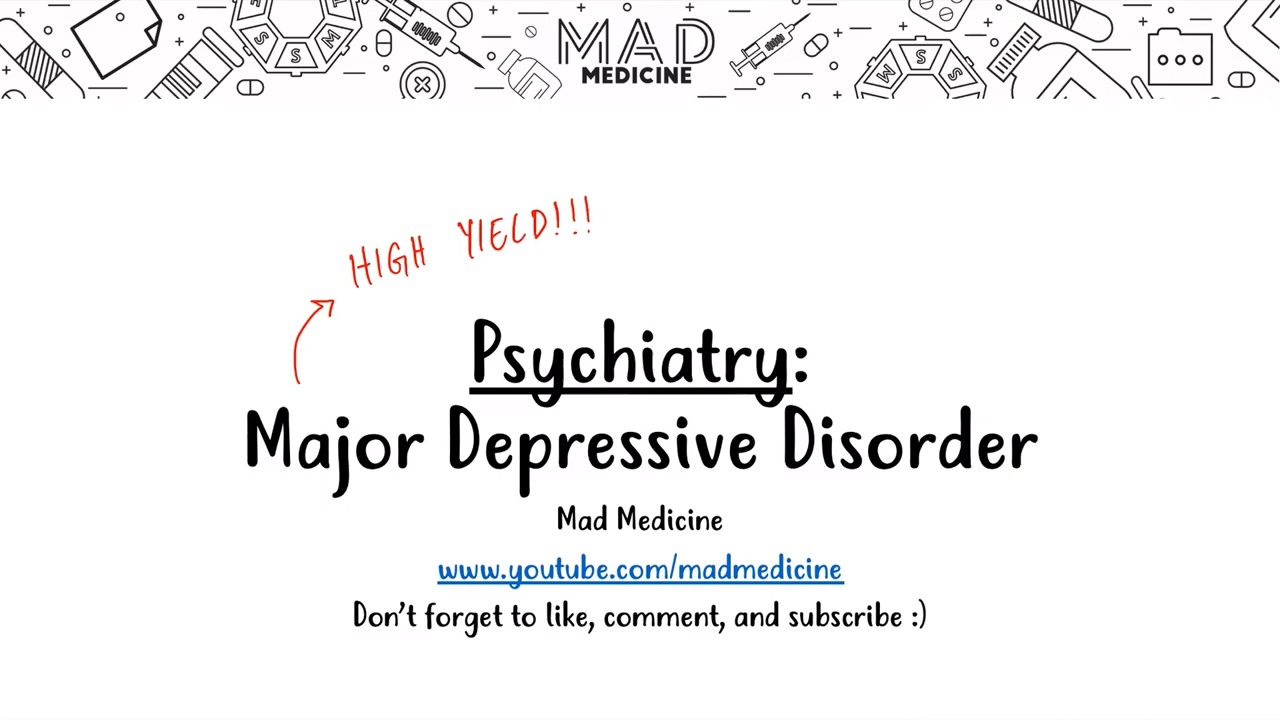 MAD
MEDICINE
HIGH YIELD!!!
Psychiatry:
Major Depressive Disorder
Mad Medicine
www.youtube.com/madmedicine
Don't forget to like, comment, and subscribe :)